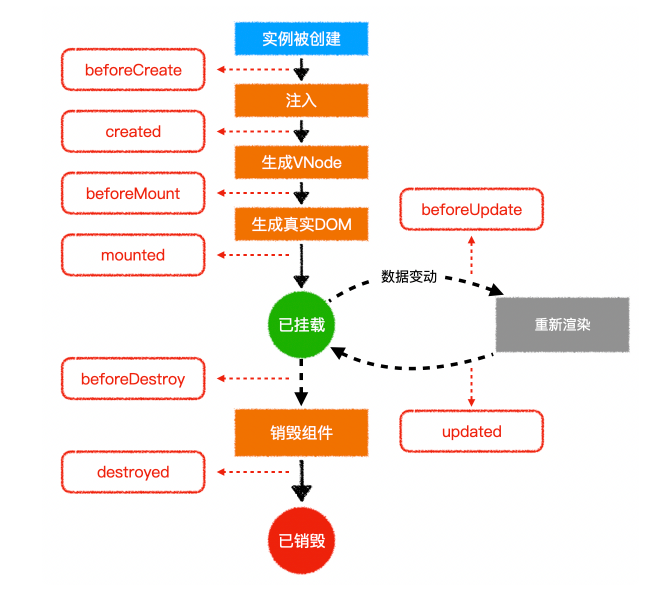 实例被创建
beforeCreate
注入
created
生成VNode
beforeMount
生成真实DOM
beforeUpdate
mounted
数据变动
已挂载
重新渲染
beforeDestroy
销毁组件
updated
destroyed
已销毁